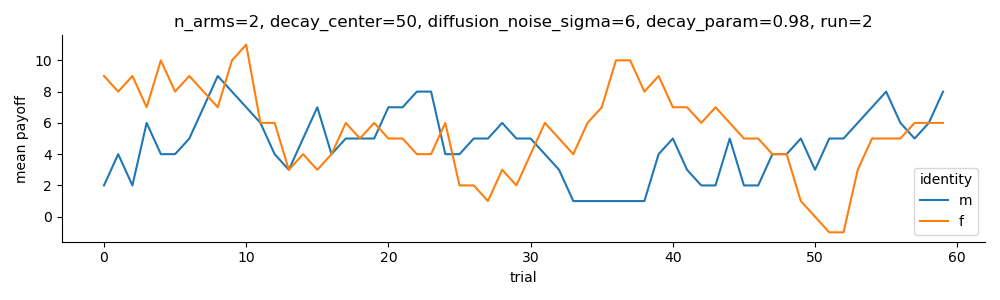 n_arms=2, decay_center=50, diffusion_noise_sigma=6, decay_param=0.98, run=2
mean payoff
10
8
6
4
2
0
identity
m
f
0 10 20 30 40 50 60
trial